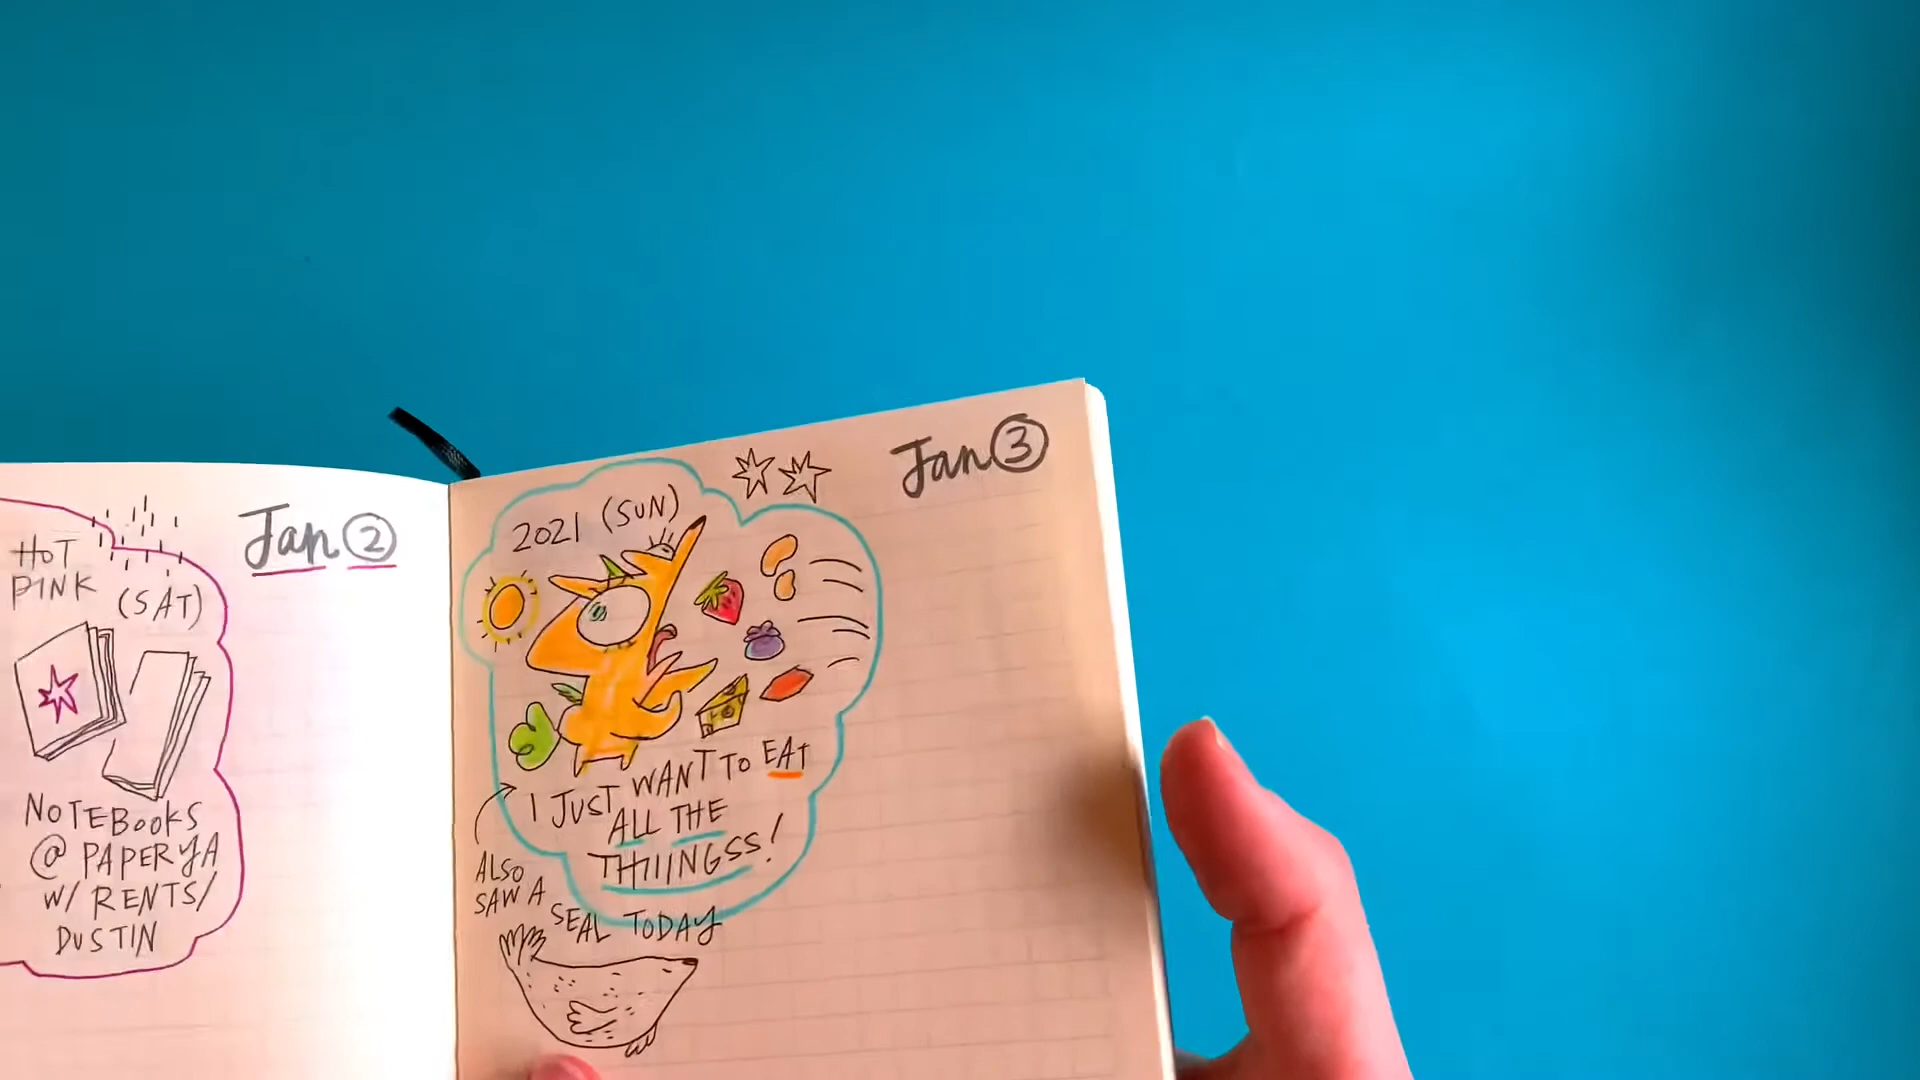 Jan 2
HOT
PINK
(SAT)
NOTEBOOKS
@ PAPERYA
W/ RENTS/
DUSTIN
Jan 3
2021 (SUN)
I JUST WANT TO EAT
ALL THE
THIIINGSS!
ALSO
SAW A
SEAL TODAY